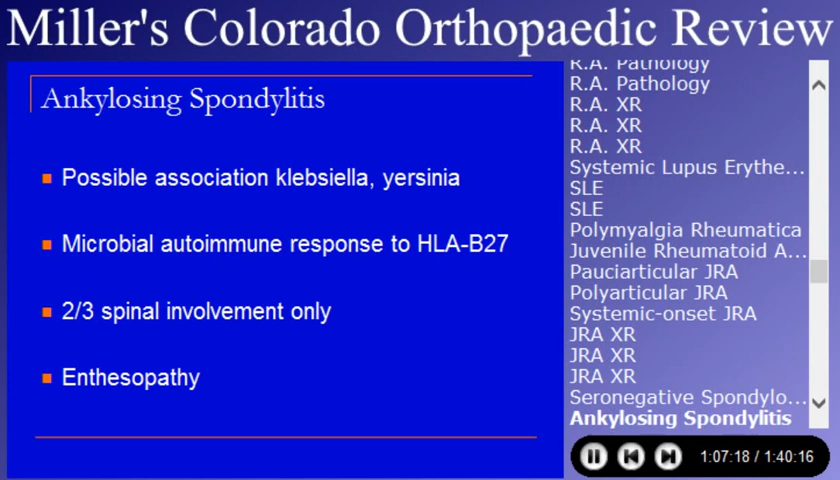 Miller's Colorado Orthopaedic Review
Ankylosing Spondylitis
Possible association klebsiella, yersinia
Microbial autoimmune response to HLA-B27
2/3 spinal involvement only
Enthesopathy
R.A. Pathology
R.A. Pathology
R.A. XR
R.A. XR
R.A. XR
Systemic Lupus Erythe...
SLE
SLE
Polymyalgia Rheumatica
Juvenile Rheumatoid A...
Pauciarticular JRA
Polyarticular JRA
Systemic-onset JRA
JRA XR
JRA XR
JRA XR
Seronegative Spondylo...
Ankylosing Spondylitis
1:07:18 / 1:40:16